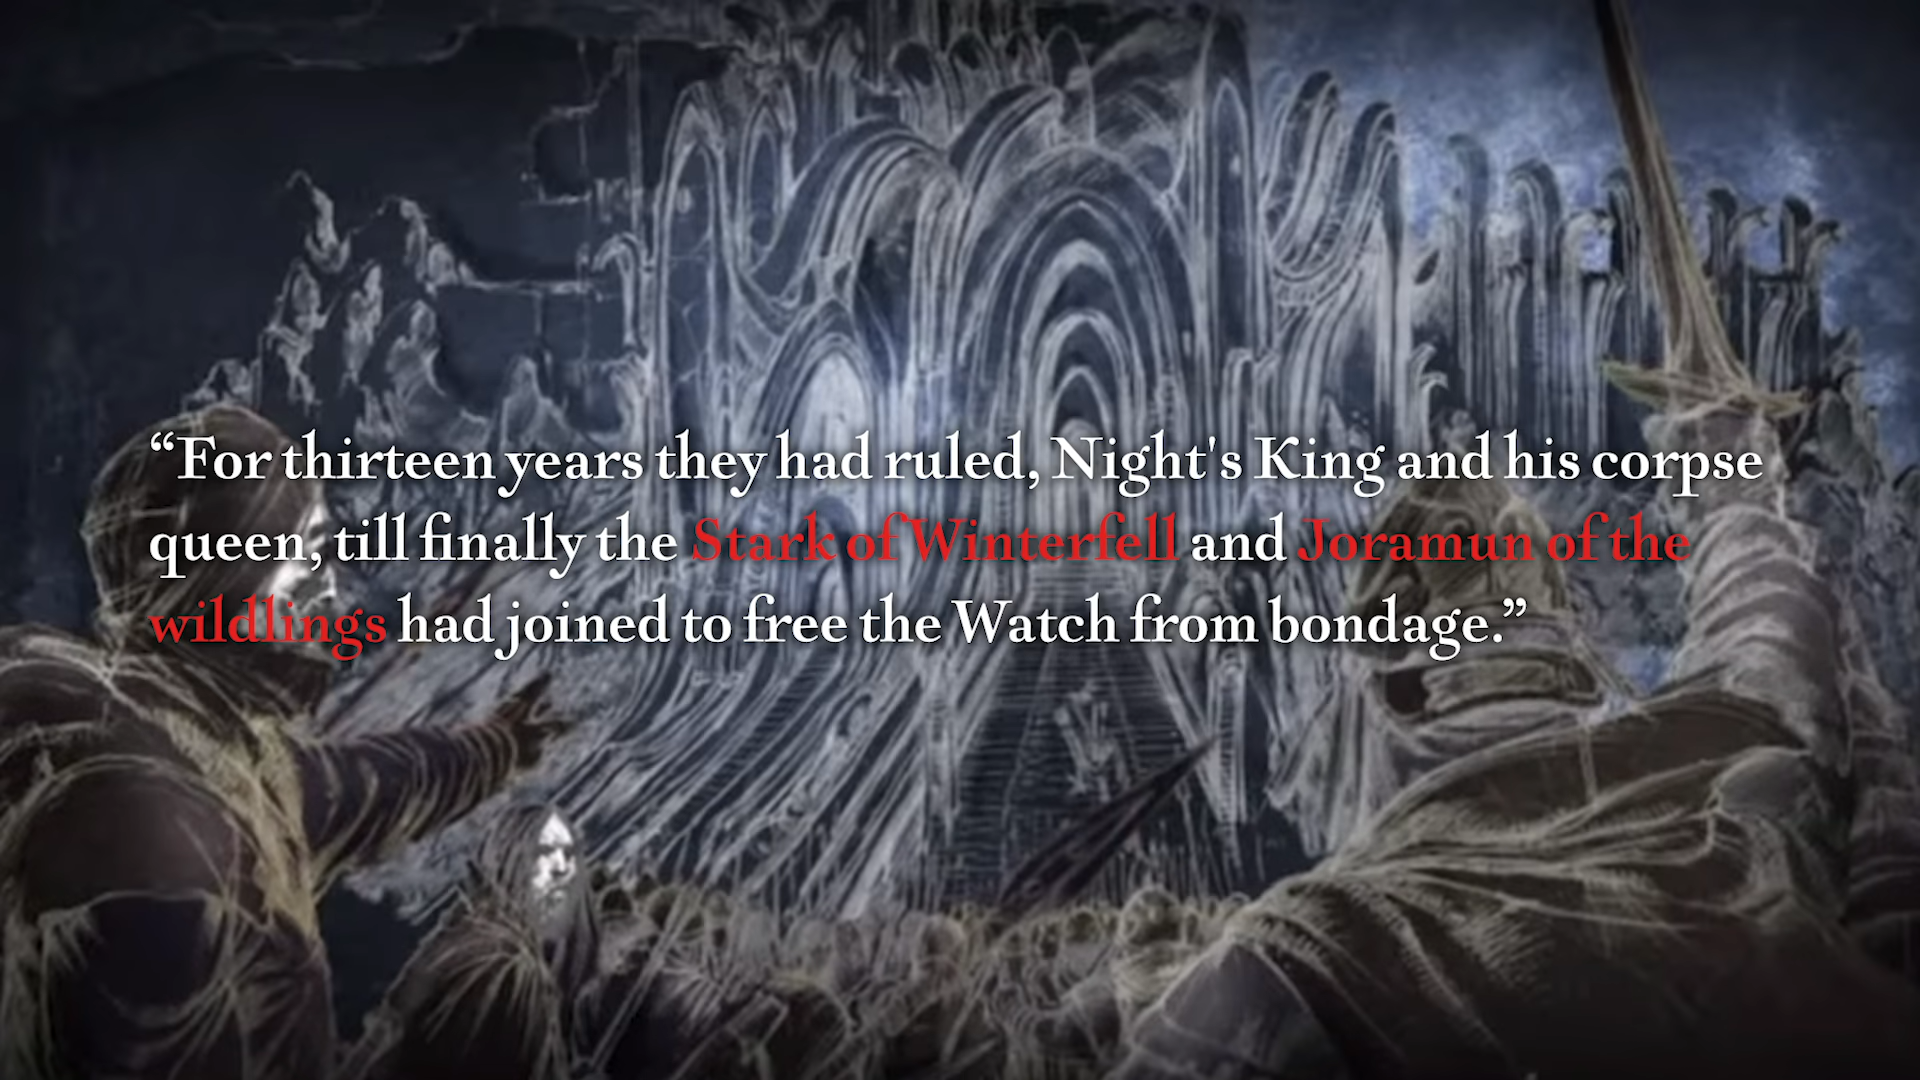 “For thirteen years they had ruled, Night's King and his corpse
queen, till finally the Stark of Winterfell and Joramun of the
wildlings had joined to free the Watch from bondage.”